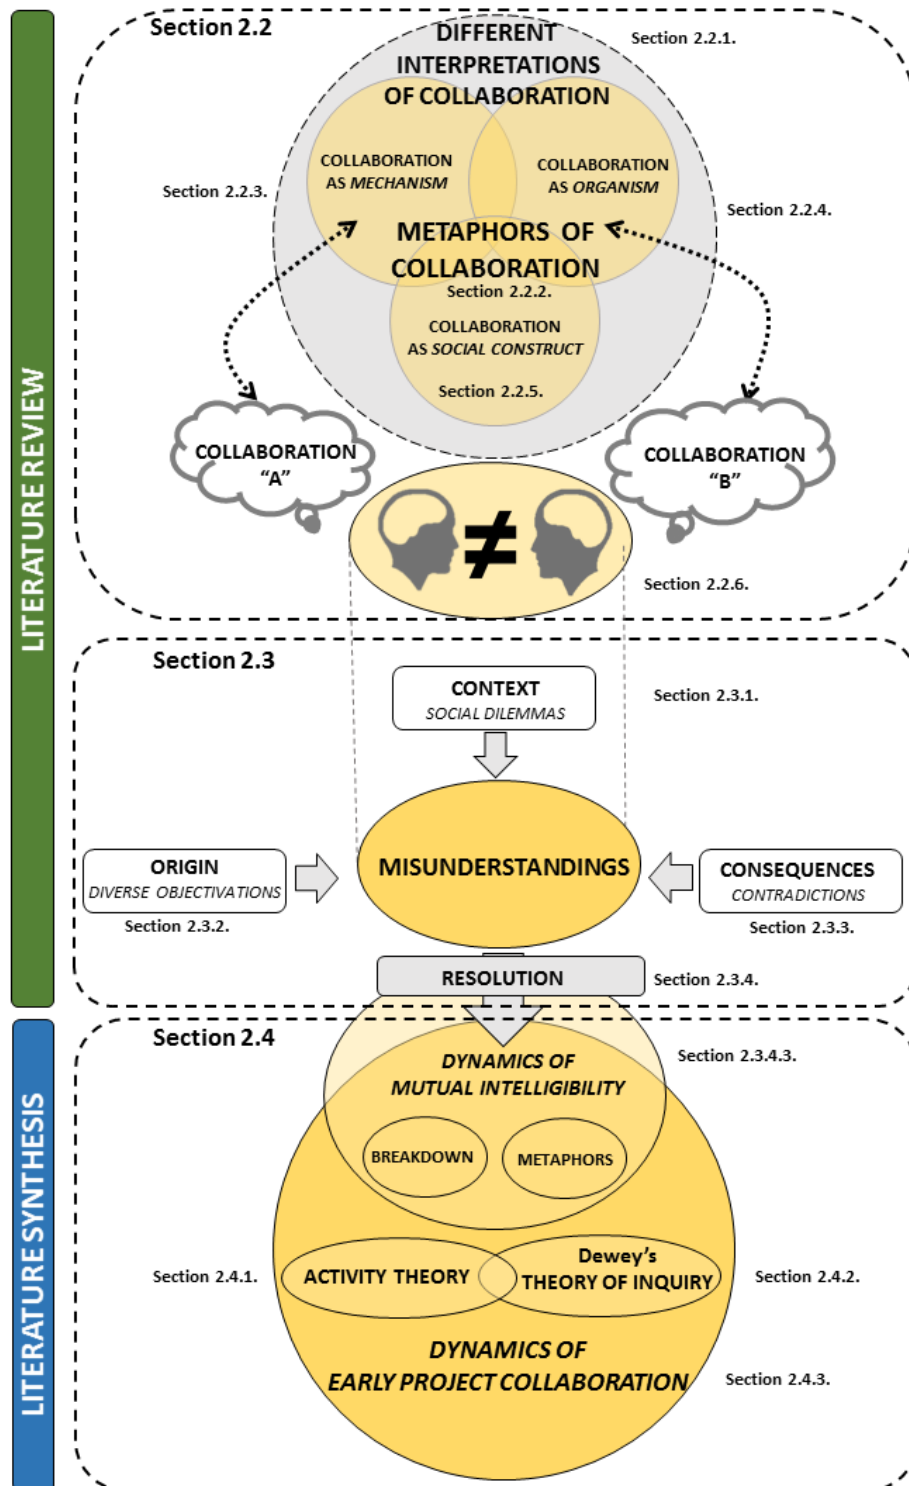 LITERATURE REVIEW
Section 2.2
DIFFERENT
INTERPRETATIONS
OF COLLABORATION
Section 2.2.1.
COLLABORATION
AS MECHANISM
COLLABORATION
AS ORGANISM
Section 2.2.3.
Section 2.2.4.
METAPHORS OF
COLLABORATION
Section 2.2.2.
COLLABORATION
AS SOCIAL CONSTRUCT
Section 2.2.5.
COLLABORATION
“A”
COLLABORATION
“B”
≠
Section 2.2.6.
Section 2.3
CONTEXT
SOCIAL DILEMMAS
Section 2.3.1.
MISUNDERSTANDINGS
ORIGIN
DIVERSE OBJECTIVATIONS
Section 2.3.2.
CONSEQUENCES
CONTRADICTIONS
Section 2.3.3.
RESOLUTION
Section 2.3.4.
LITERATURE SYNTHESIS
Section 2.4
DYNAMICS OF
MUTUAL INTELLIGIBILITY
Section 2.3.4.3.
BREAKDOWN
METAPHORS
Section 2.4.1.
ACTIVITY THEORY
Dewey’s
THEORY OF INQUIRY
Section 2.4.2.
DYNAMICS OF
EARLY PROJECT COLLABORATION
Section 2.4.3.